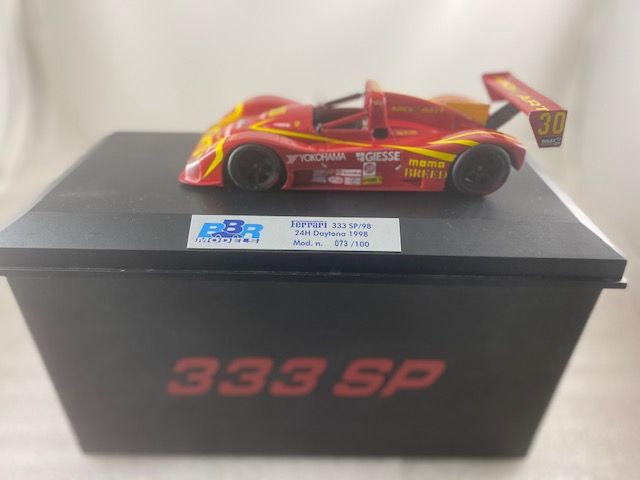 30
YOKOHAMA GIESSE momo
BREED
BBR
MODELS
Ferrari 333 SP/98
24H Daytona 1998
Mod. n. 073 /100
333 SP